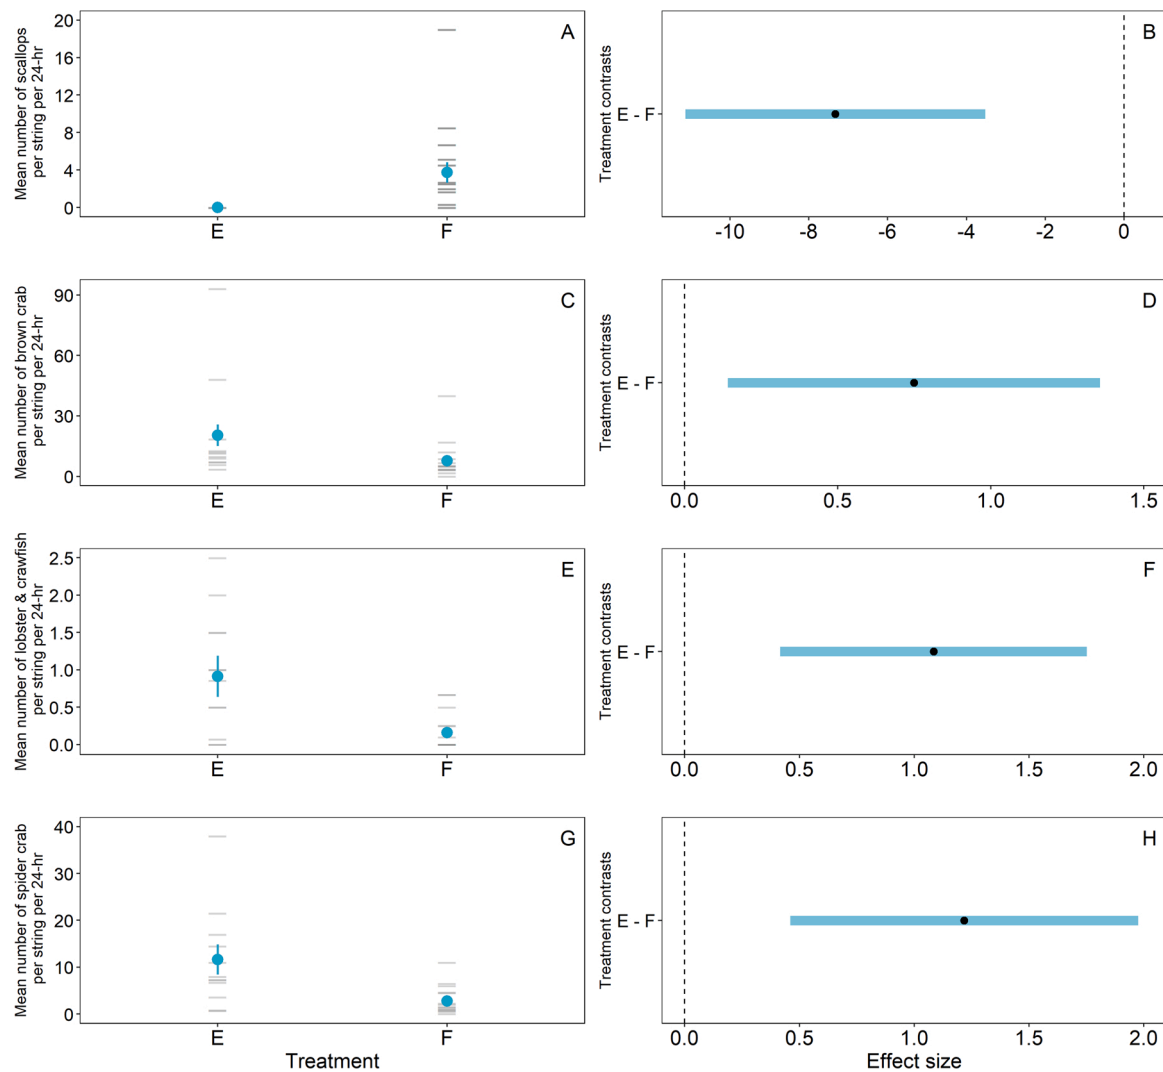 Mean number of scallops
per string per 24-hr
20
16
12
8
4
0
A
E
F
Treatment contrasts
E - F
B
-10
-8
-6
-4
-2
0
Mean number of brown crab
per string per 24-hr
90
60
30
0
C
E
F
Treatment contrasts
E - F
D
0.0
0.5
1.0
1.5
Mean number of lobster & crawfish
per string per 24-hr
2.5
2.0
1.5
1.0
0.5
0.0
E
E
F
Treatment contrasts
E - F
F
0.0
0.5
1.0
1.5
2.0
Mean number of spider crab
per string per 24-hr
40
30
20
10
0
G
E
F
Treatment
Treatment contrasts
E - F
H
0.0
0.5
1.0
1.5
2.0
Effect size